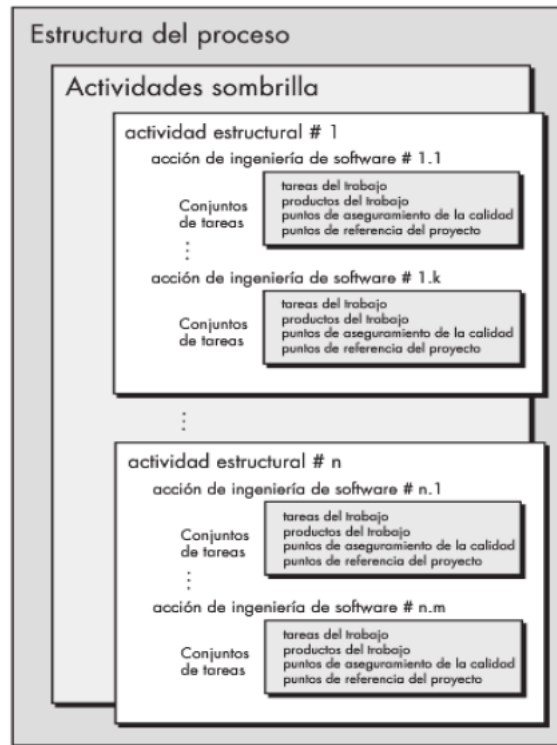 Estructura del proceso
Actividades sombrilla
actividad estructural # 1
acción de ingeniería de software # 1.1
Conjuntos
de tareas
tareas del trabajo
productos del trabajo
puntos de aseguramiento de la calidad
puntos de referencia del proyecto
acción de ingeniería de software # 1.k
Conjuntos
de tareas
tareas del trabajo
productos del trabajo
puntos de aseguramiento de la calidad
puntos de referencia del proyecto
actividad estructural # n
acción de ingeniería de software # n.1
Conjuntos
de tareas
tareas del trabajo
productos del trabajo
puntos de aseguramiento de la calidad
puntos de referencia del proyecto
acción de ingeniería de software # n.m
Conjuntos
de tareas
tareas del trabajo
productos del trabajo
puntos de aseguramiento de la calidad
puntos de referencia del proyecto